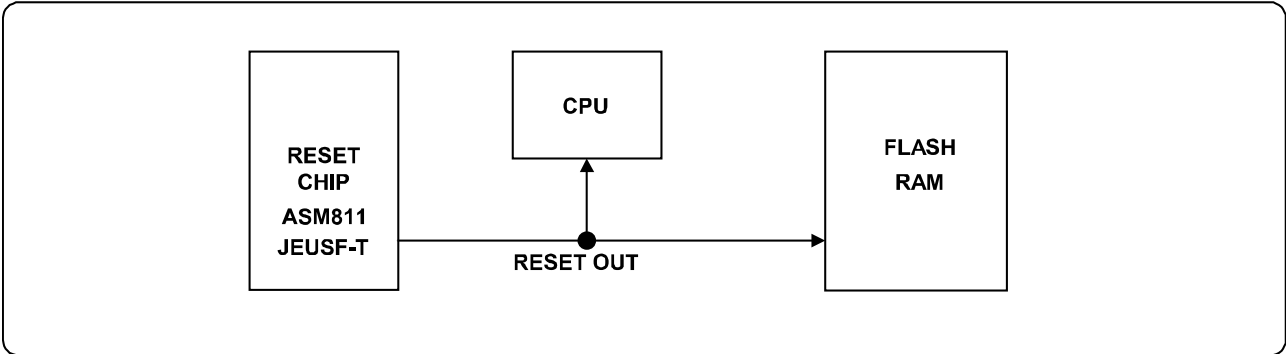 RESET
CHIP
ASM811
JEUSF-T
CPU
RESET OUT
FLASH
RAM